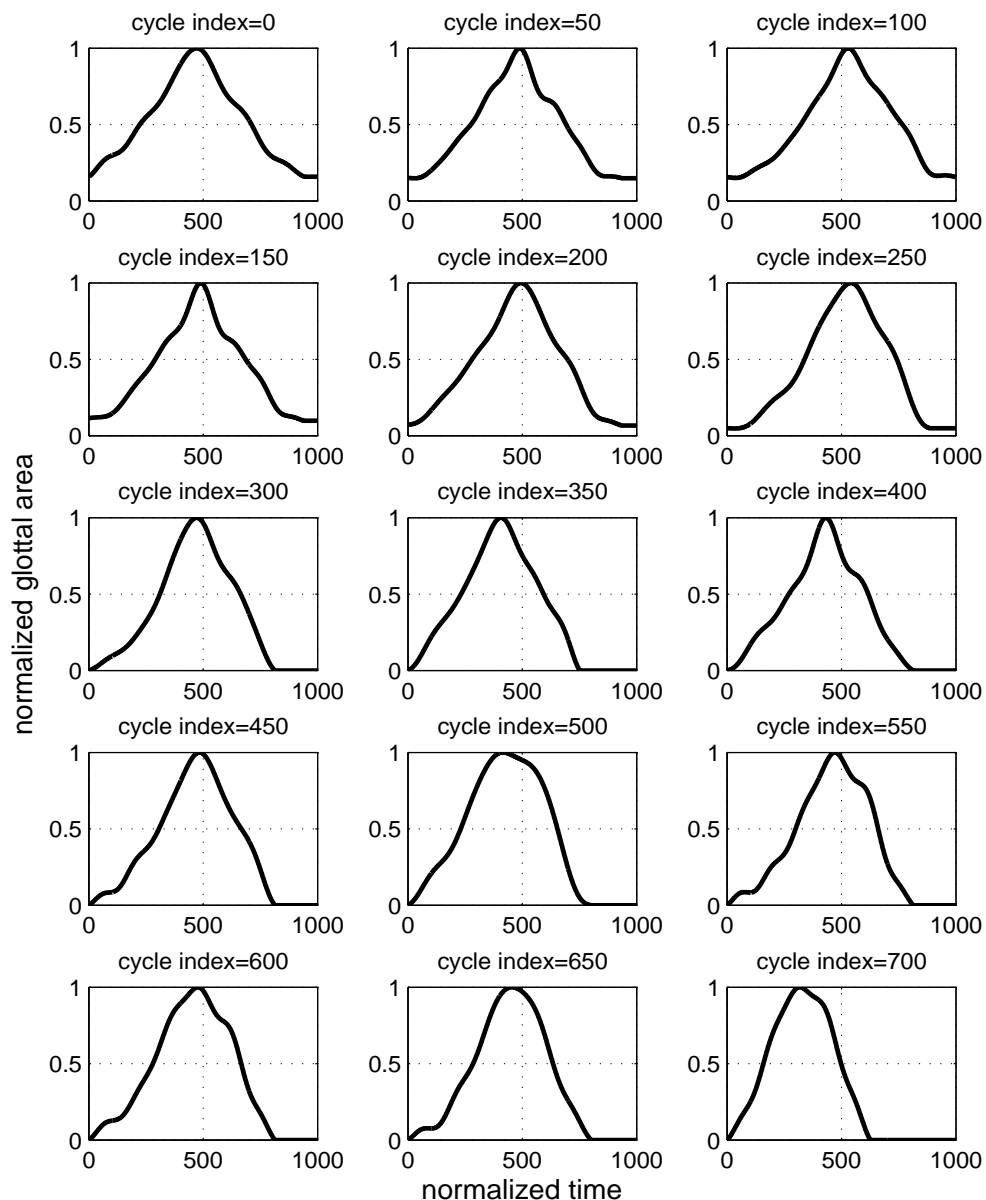 cycle index=0
cycle index=50
cycle index=100
1
0.5
0
0 500 1000
1
0.5
0
0 500 1000
1
0.5
0
0 500 1000
cycle index=150
cycle index=200
cycle index=250
1
0.5
0
0 500 1000
1
0.5
0
0 500 1000
1
0.5
0
0 500 1000
normalized glottal area
cycle index=300
cycle index=350
cycle index=400
1
0.5
0
0 500 1000
1
0.5
0
0 500 1000
1
0.5
0
0 500 1000
cycle index=450
cycle index=500
cycle index=550
1
0.5
0
0 500 1000
1
0.5
0
0 500 1000
1
0.5
0
0 500 1000
cycle index=600
cycle index=650
cycle index=700
1
0.5
0
0 500 1000
1
0.5
0
0 500 1000
1
0.5
0
0 500 1000
normalized time